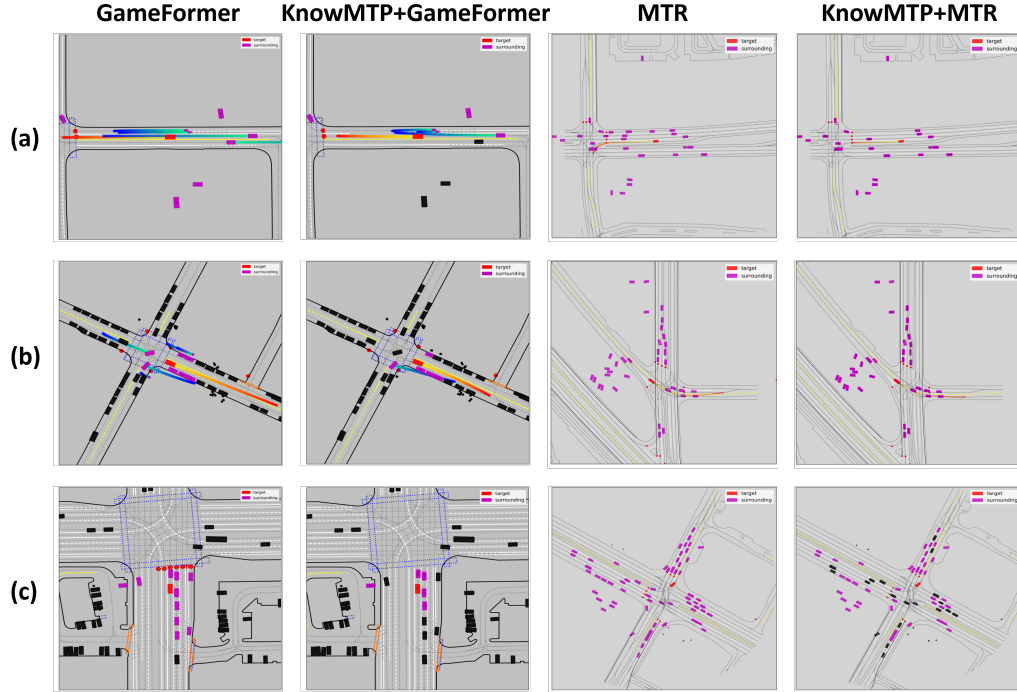 GameFormer KnowMTP+GameFormer MTR KnowMTP+MTR
(a)
target
surrounding
target
surrounding
target
surrounding
target
surrounding
(b)
target
surrounding
target
surrounding
target
surrounding
target
surrounding
(c)
target
surrounding
target
surrounding
target
surrounding
target
surrounding